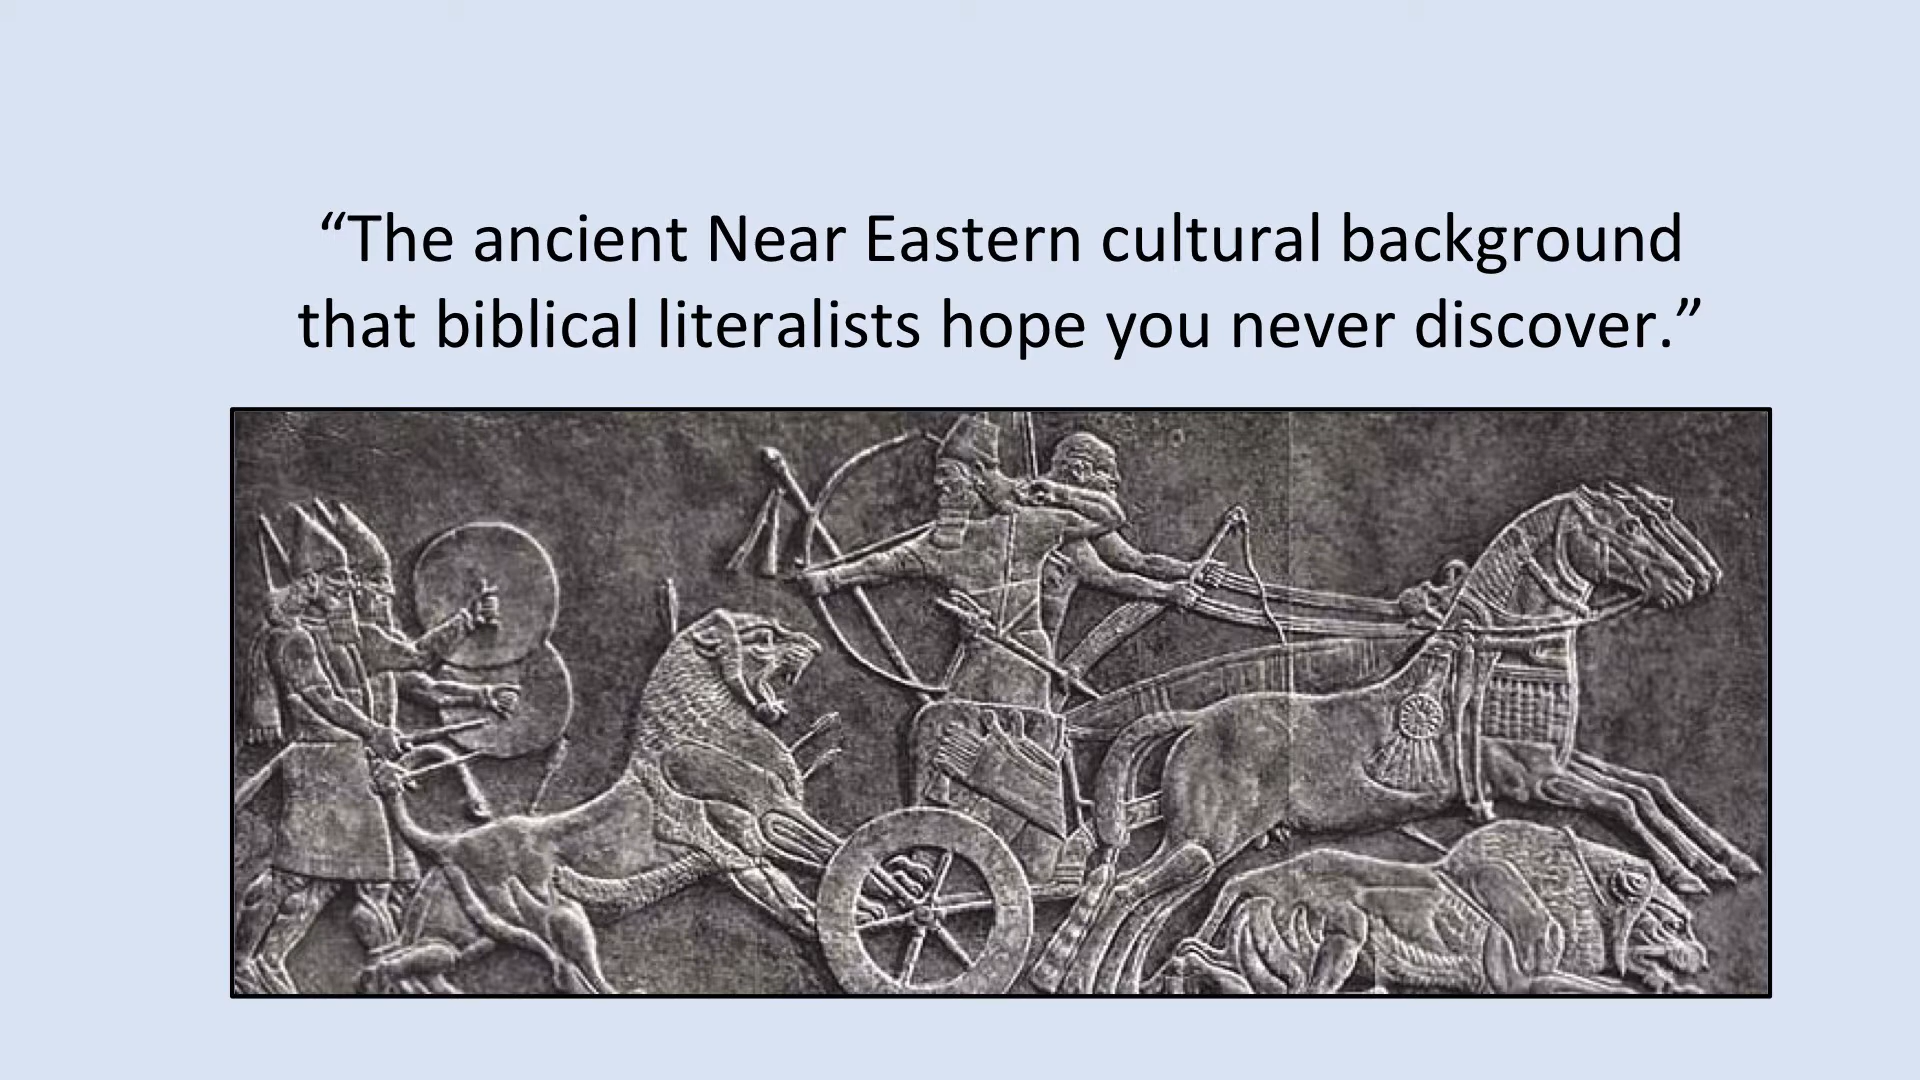 “The ancient Near Eastern cultural background
that biblical literalists hope you never discover.”